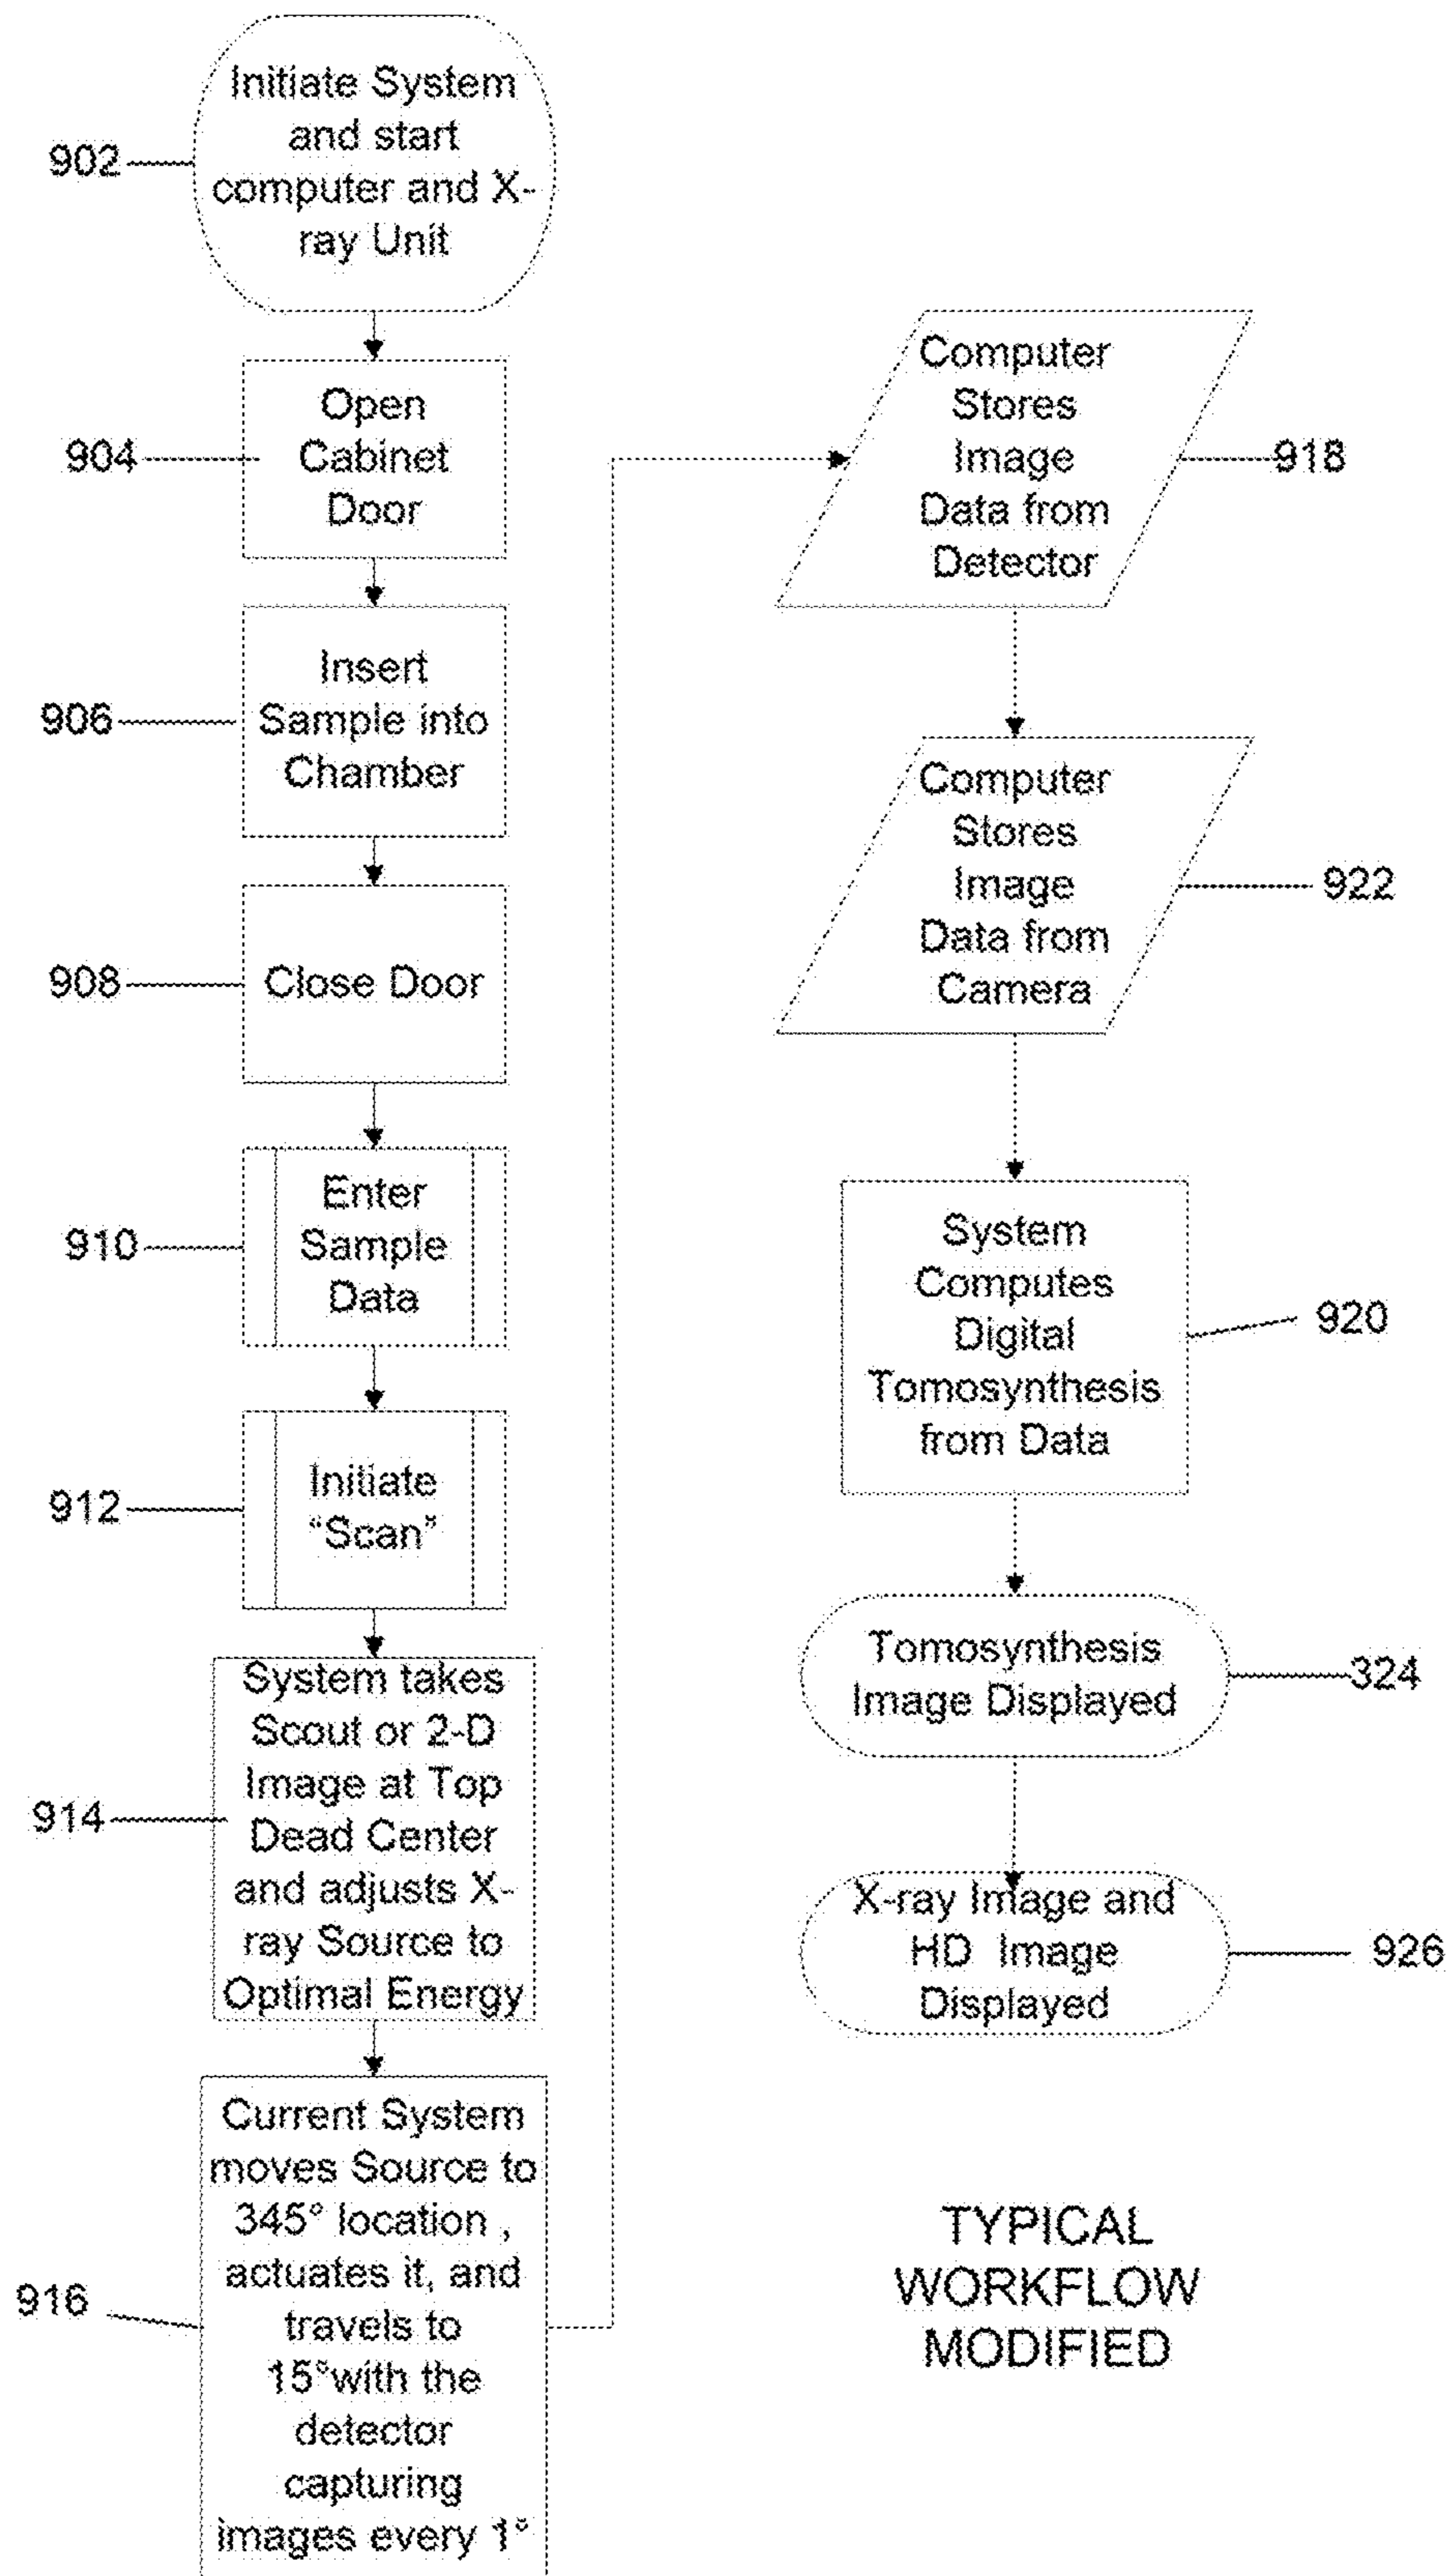 902
Initiate System
and start
computer and X-
ray Unit
904
Open
Cabinet
Door
906
Insert
Sample into
Chamber
908
Close Door
910
Enter
Sample
Data
912
Initiate
“Scan”
914
System takes
Scout or 2-D
Image at Top
Dead Center
and adjusts X-
ray Source to
Optimal Energy
916
Current System
moves Source to
345° location ,
actuates it, and
travels to
15°with the
detector
capturing
images every 1°
Computer
Stores
Image
Data from
Detector
918
Computer
Stores
Image
Data from
Camera
922
System
Computes
Digital
Tomosynthesis
from Data
920
Tomosynthesis
Image Displayed
324
X-ray Image and
HD Image
Displayed
926
TYPICAL
WORKFLOW
MODIFIED